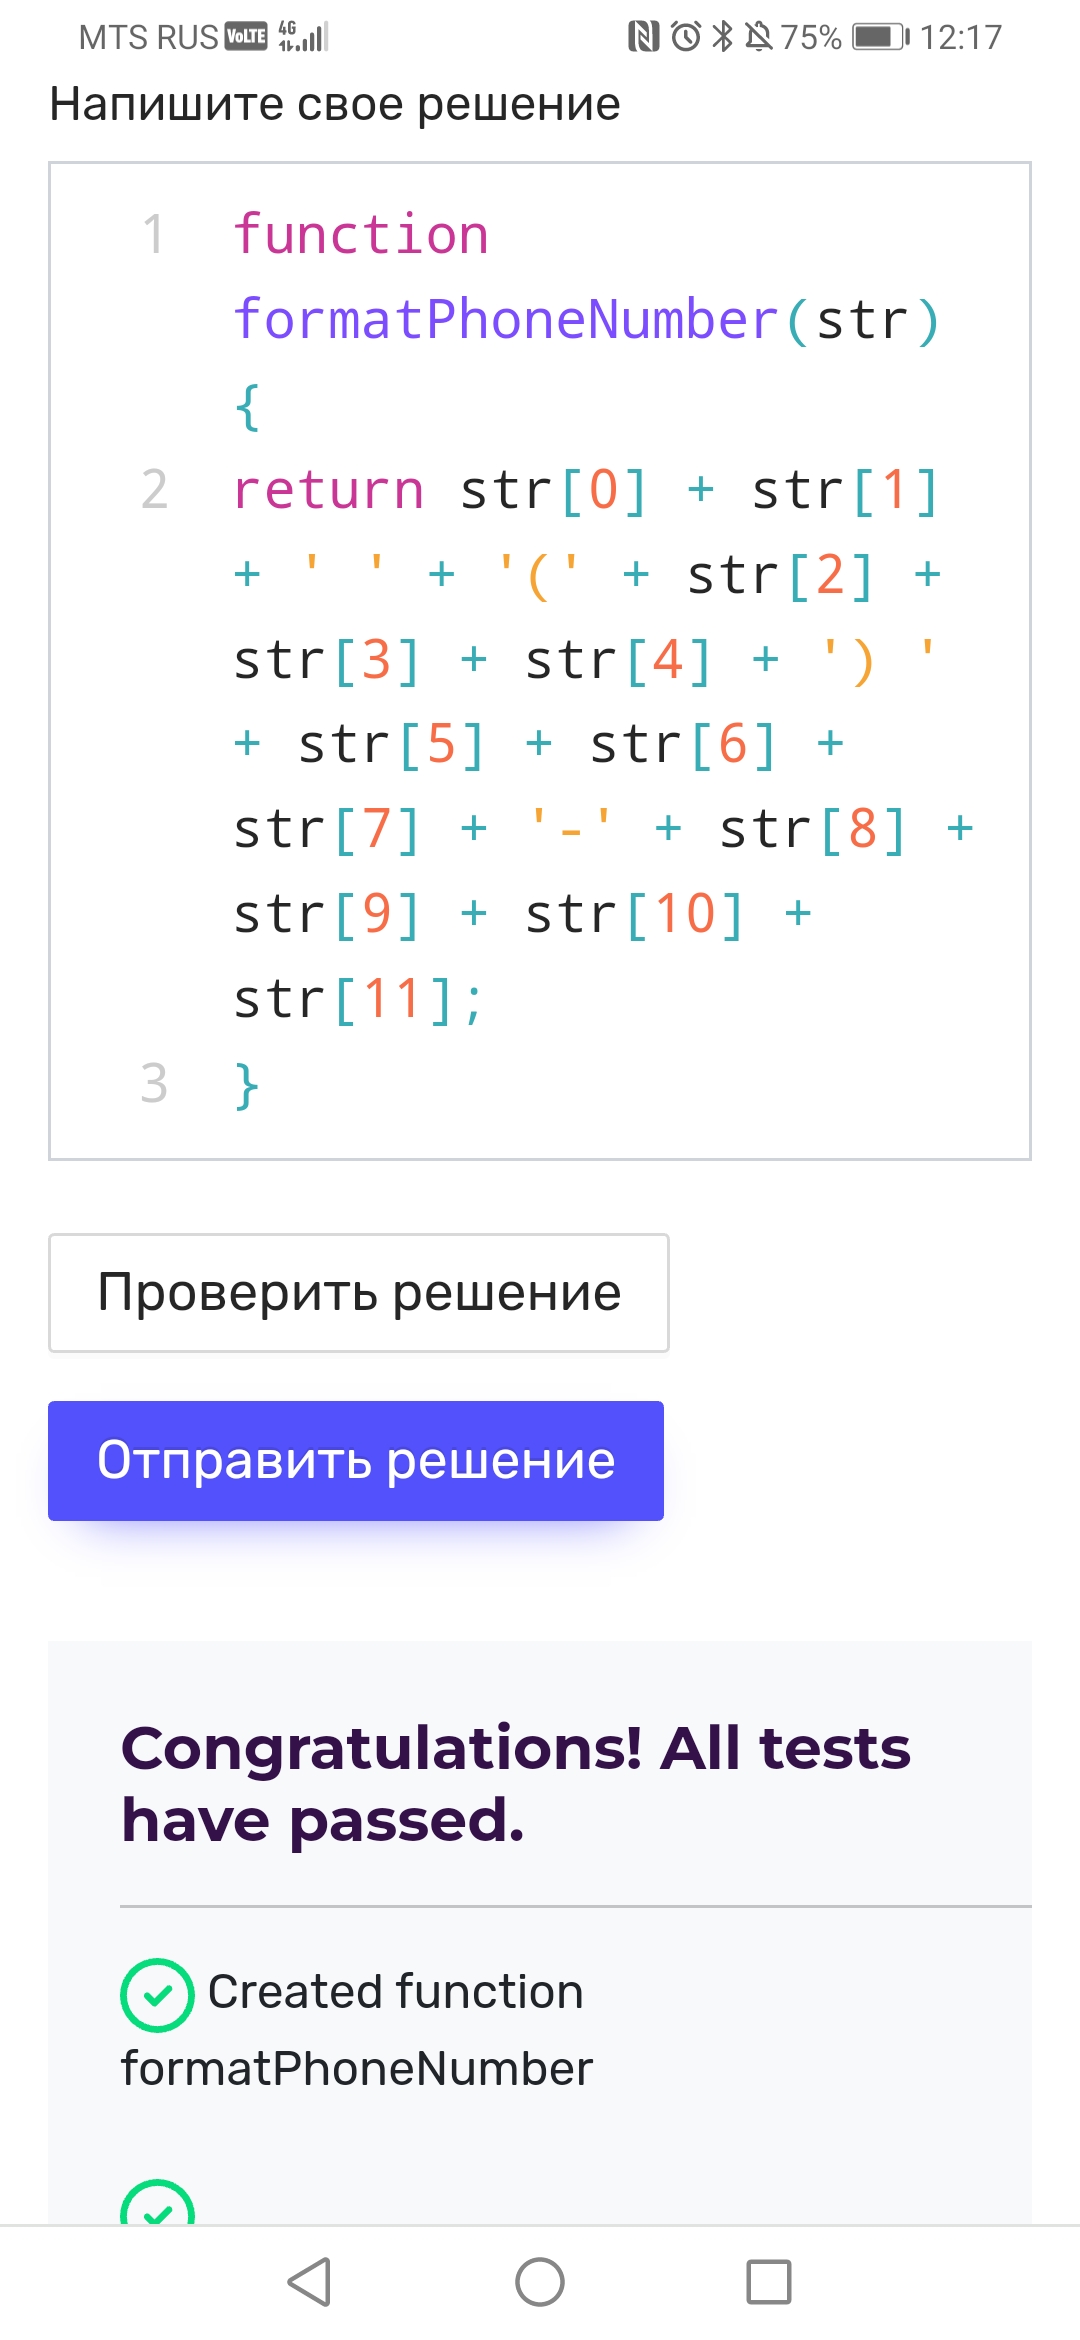 MTS RUS VoLTE 4G 75% 12:17
Напишите свое решение
1 function
formatPhoneNumber(str)
{
2 return str[0] + str[1]
+ ' ' + '(' + str[2] +
str[3] + str[4] + ') '
+ str[5] + str[6] +
str[7] + '-' + str[8] +
str[9] + str[10] +
str[11];
3 }
Проверить решение
Отправить решение
Congratulations! All tests
have passed.
Created function
formatPhoneNumber